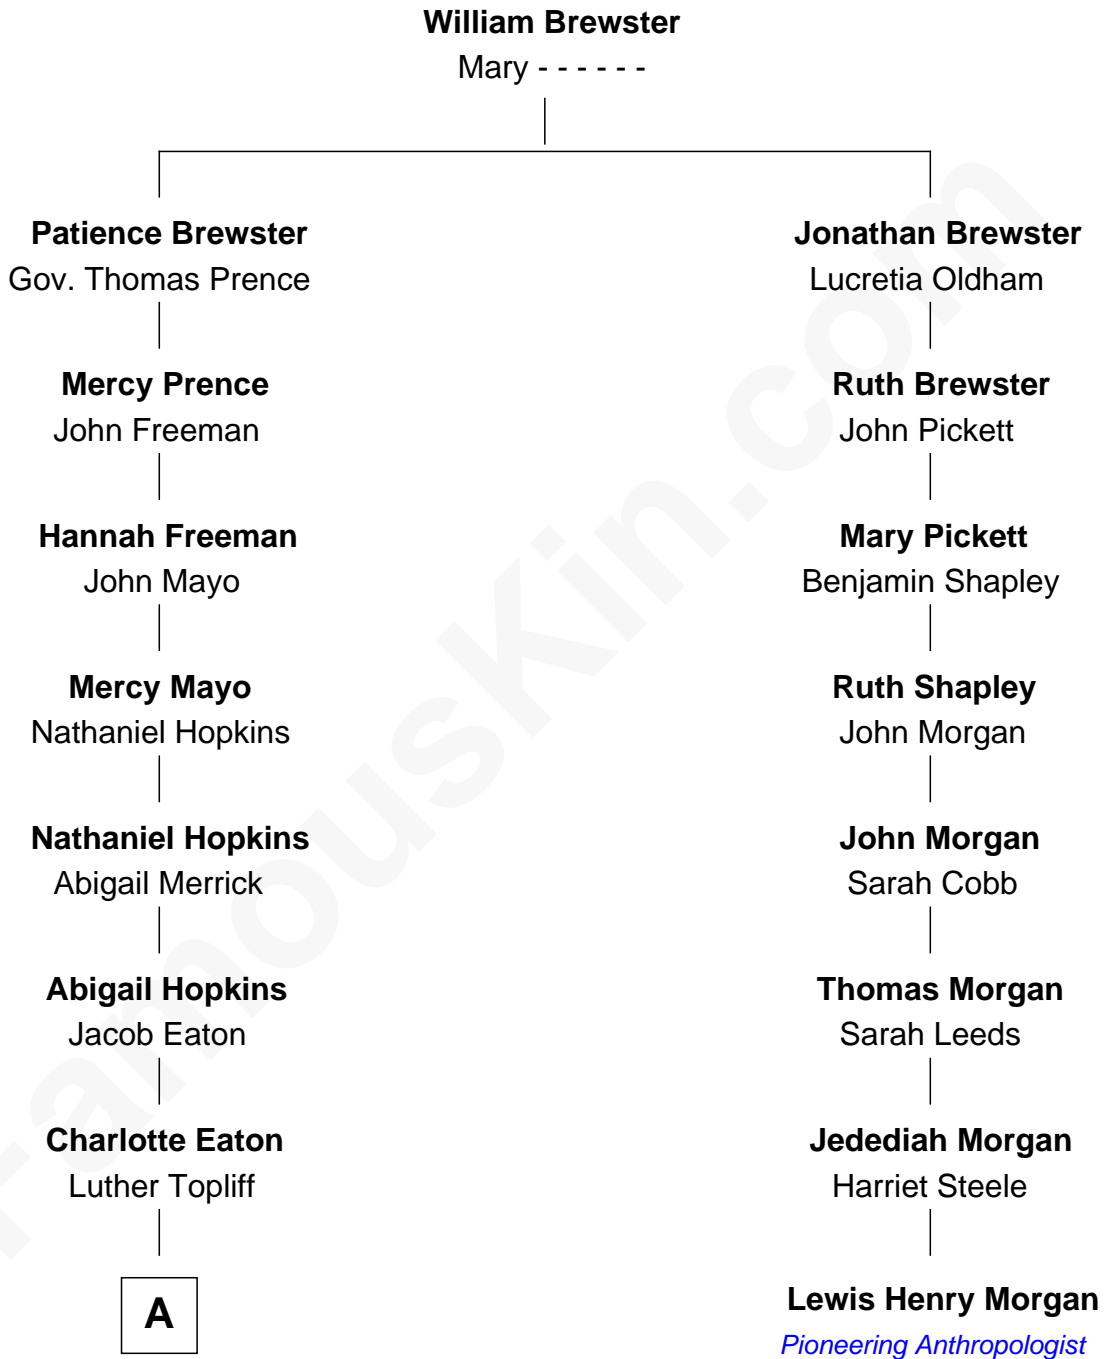 William Brewster
Mary - - - - - -
Patience Brewster
Gov. Thomas Prence
Jonathan Brewster
Lucretia Oldham
Mercy Prence
John Freeman
Ruth Brewster
John Pickett
Hannah Freeman
John Mayo
Mary Pickett
Benjamin Shapley
Mercy Mayo
Nathaniel Hopkins
Ruth Shapley
John Morgan
Nathaniel Hopkins
Abigail Merrick
John Morgan
Sarah Cobb
Abigail Hopkins
Jacob Eaton
Thomas Morgan
Sarah Leeds
Charlotte Eaton
Luther Topliff
Jedediah Morgan
Harriet Steele
A
Lewis Henry Morgan
Pioneering Anthropologist
FamousKin.com